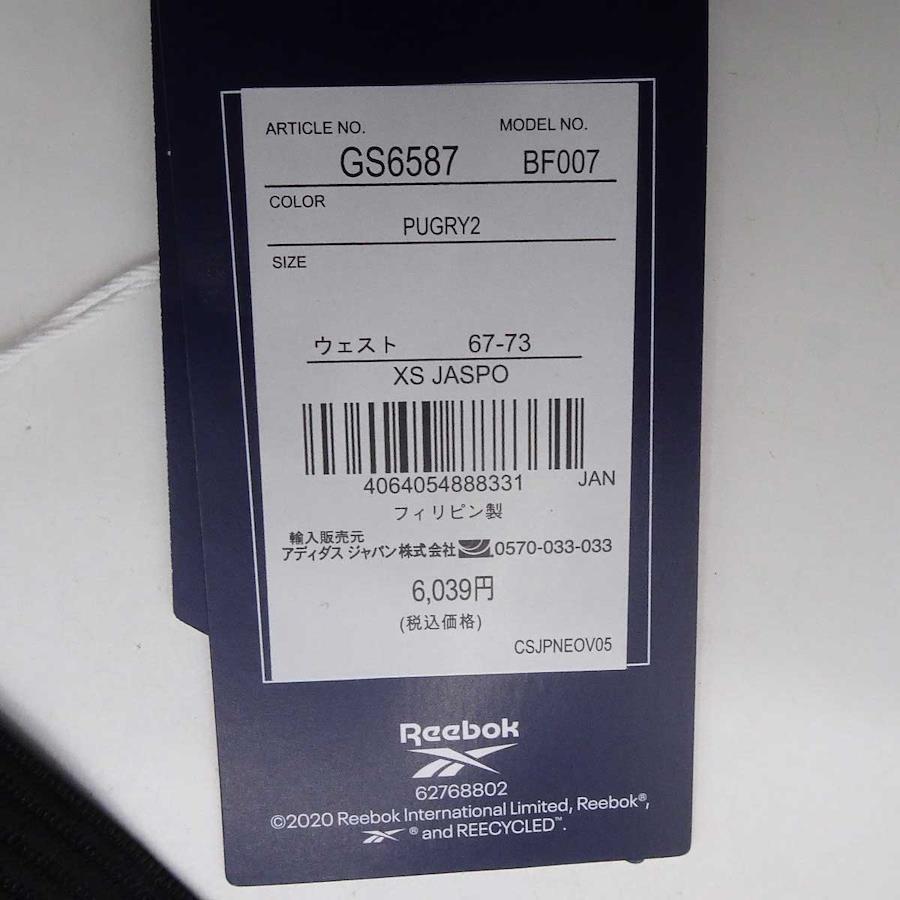 ARTICLE NO. MODEL NO.
GS6587 BF007
COLOR
PUGRY2
SIZE
ウェスト 67-73
XS JASPO
4064054888331 JAN
フィリピン製
輸入販売元
アディダス ジャパン株式会社 0570-033-033
6,039円
(税込価格)
CSJPNEOV05
Reebok
62768802
©2020 Reebok International Limited, Reebok®,
® and REECYCLED™.